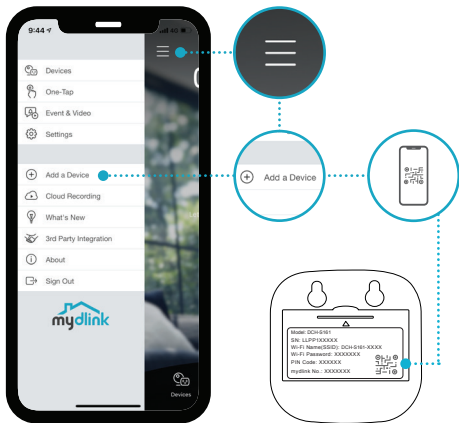 9:44
4G
Devices
One-Tap
Event & Video
Settings
Add a Device
Cloud Recording
What's New
3rd Party Integration
About
Sign Out
mydlink
Devices
Add a Device
Model: DCH-S161
SN: LLPP1XXXXX
Wi-Fi Name(SSID): DCH-S161-XXXX
Wi-Fi Password: XXXXXXX
PIN Code: XXXXXX
mydlink No.: XXXXXXX